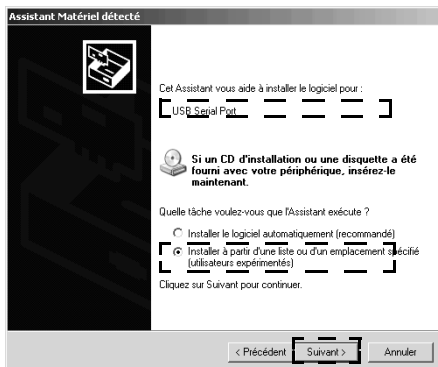 Assistant Matériel détecté
Cet Assistant vous aide à installer le logiciel pour :
USB Serial Port
Si un CD d'installation ou une disquette a été
fourni avec votre périphérique, insérez-le
maintenant.
Quelle tâche voulez-vous que l'Assistant exécute ?
Installer le logiciel automatiquement (recommandé)
Installer à partir d'une liste ou d'un emplacement spécifié
(utilisateurs expérimentés)
Cliquez sur Suivant pour continuer.
< Précédent Suivant > Annuler